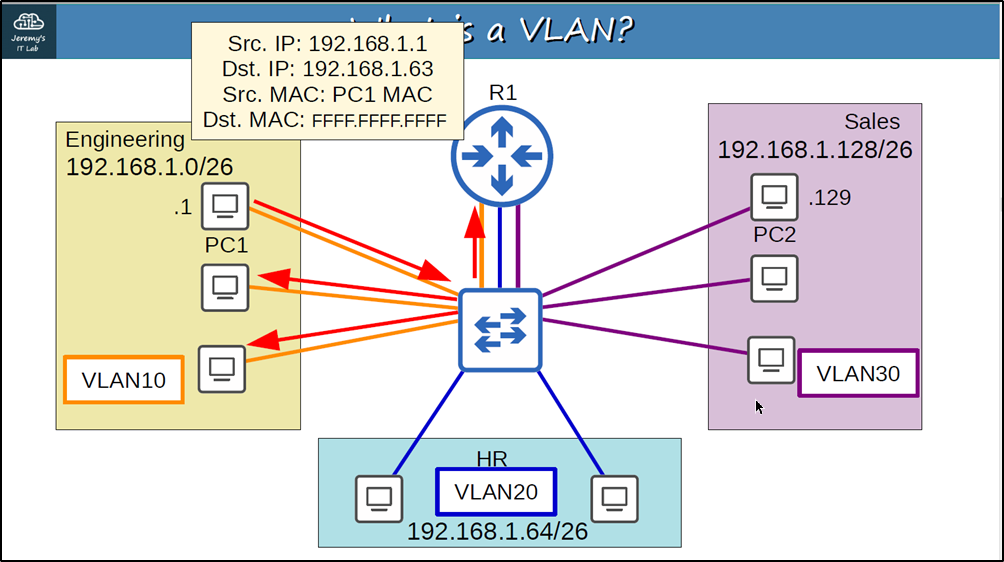 Jeremy's
IT Lab
is a VLAN?
Src. IP: 192.168.1.1
Dst. IP: 192.168.1.63
Src. MAC: PC1 MAC
Dst. MAC: FFFF.FFFF.FFFF
R1
Engineering
192.168.1.0/26
.1
PC1
VLAN10
Sales
192.168.1.128/26
.129
PC2
VLAN30
HR
VLAN20
192.168.1.64/26